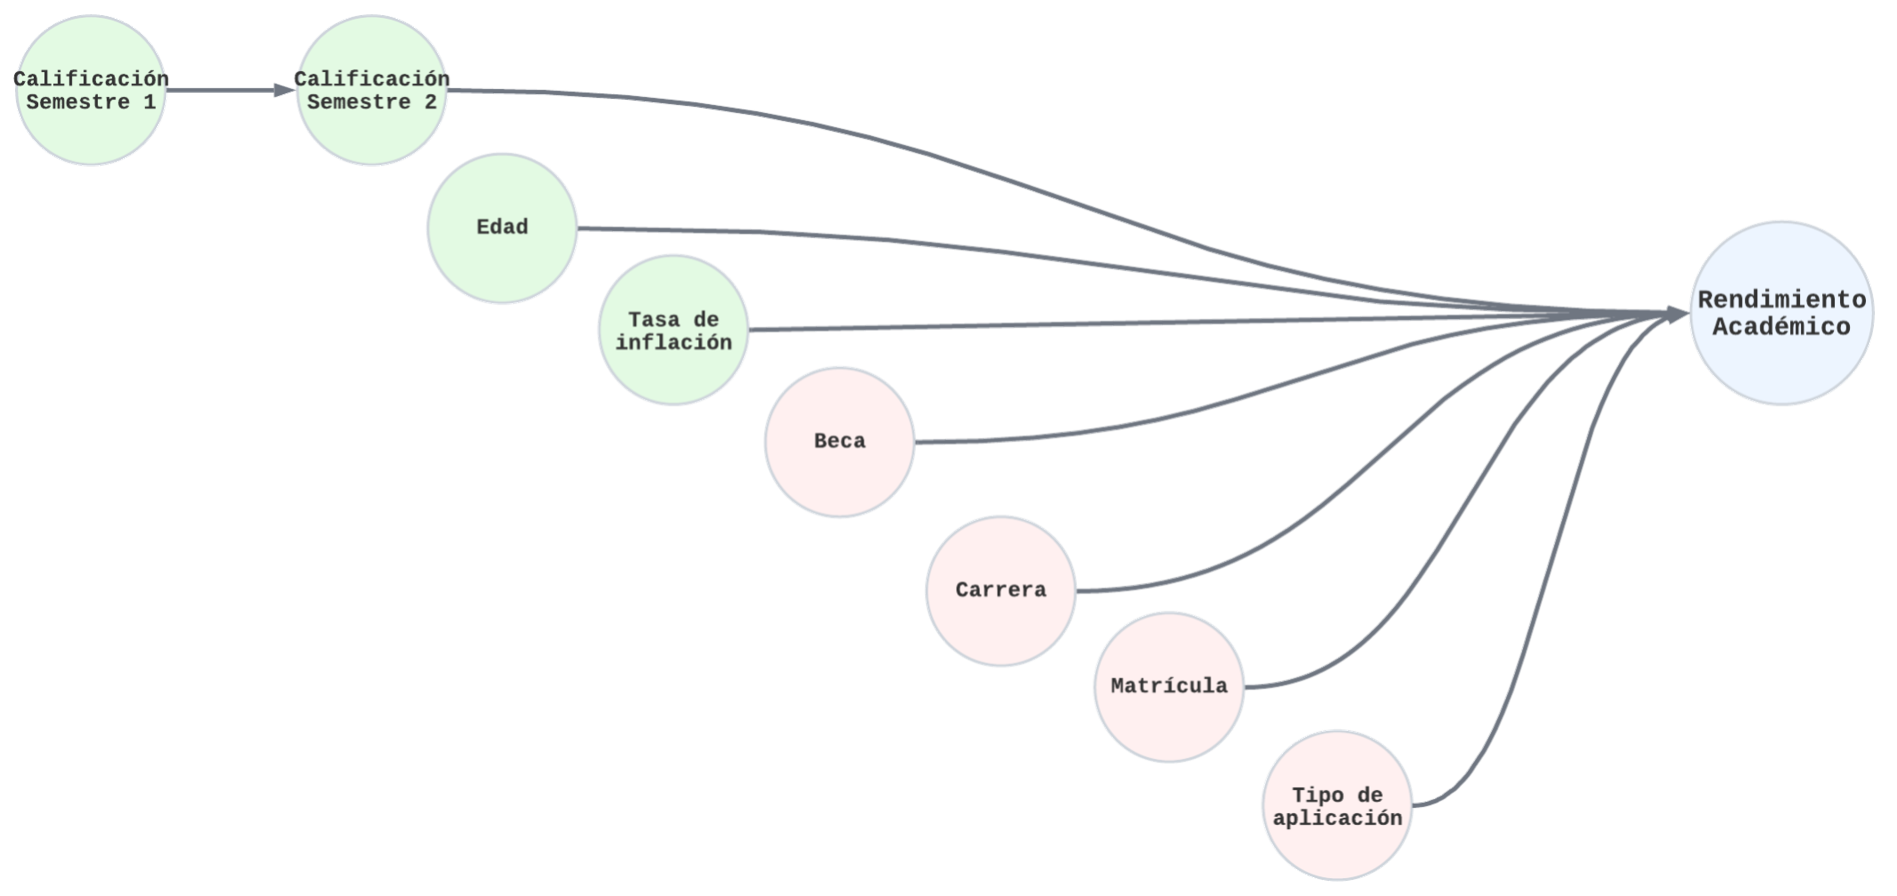 Calificación
Semestre 1
Calificación
Semestre 2
Edad
Tasa de
inflación
Rendimiento
Académico
Beca
Carrera
Matrícula
Tipo de
aplicación